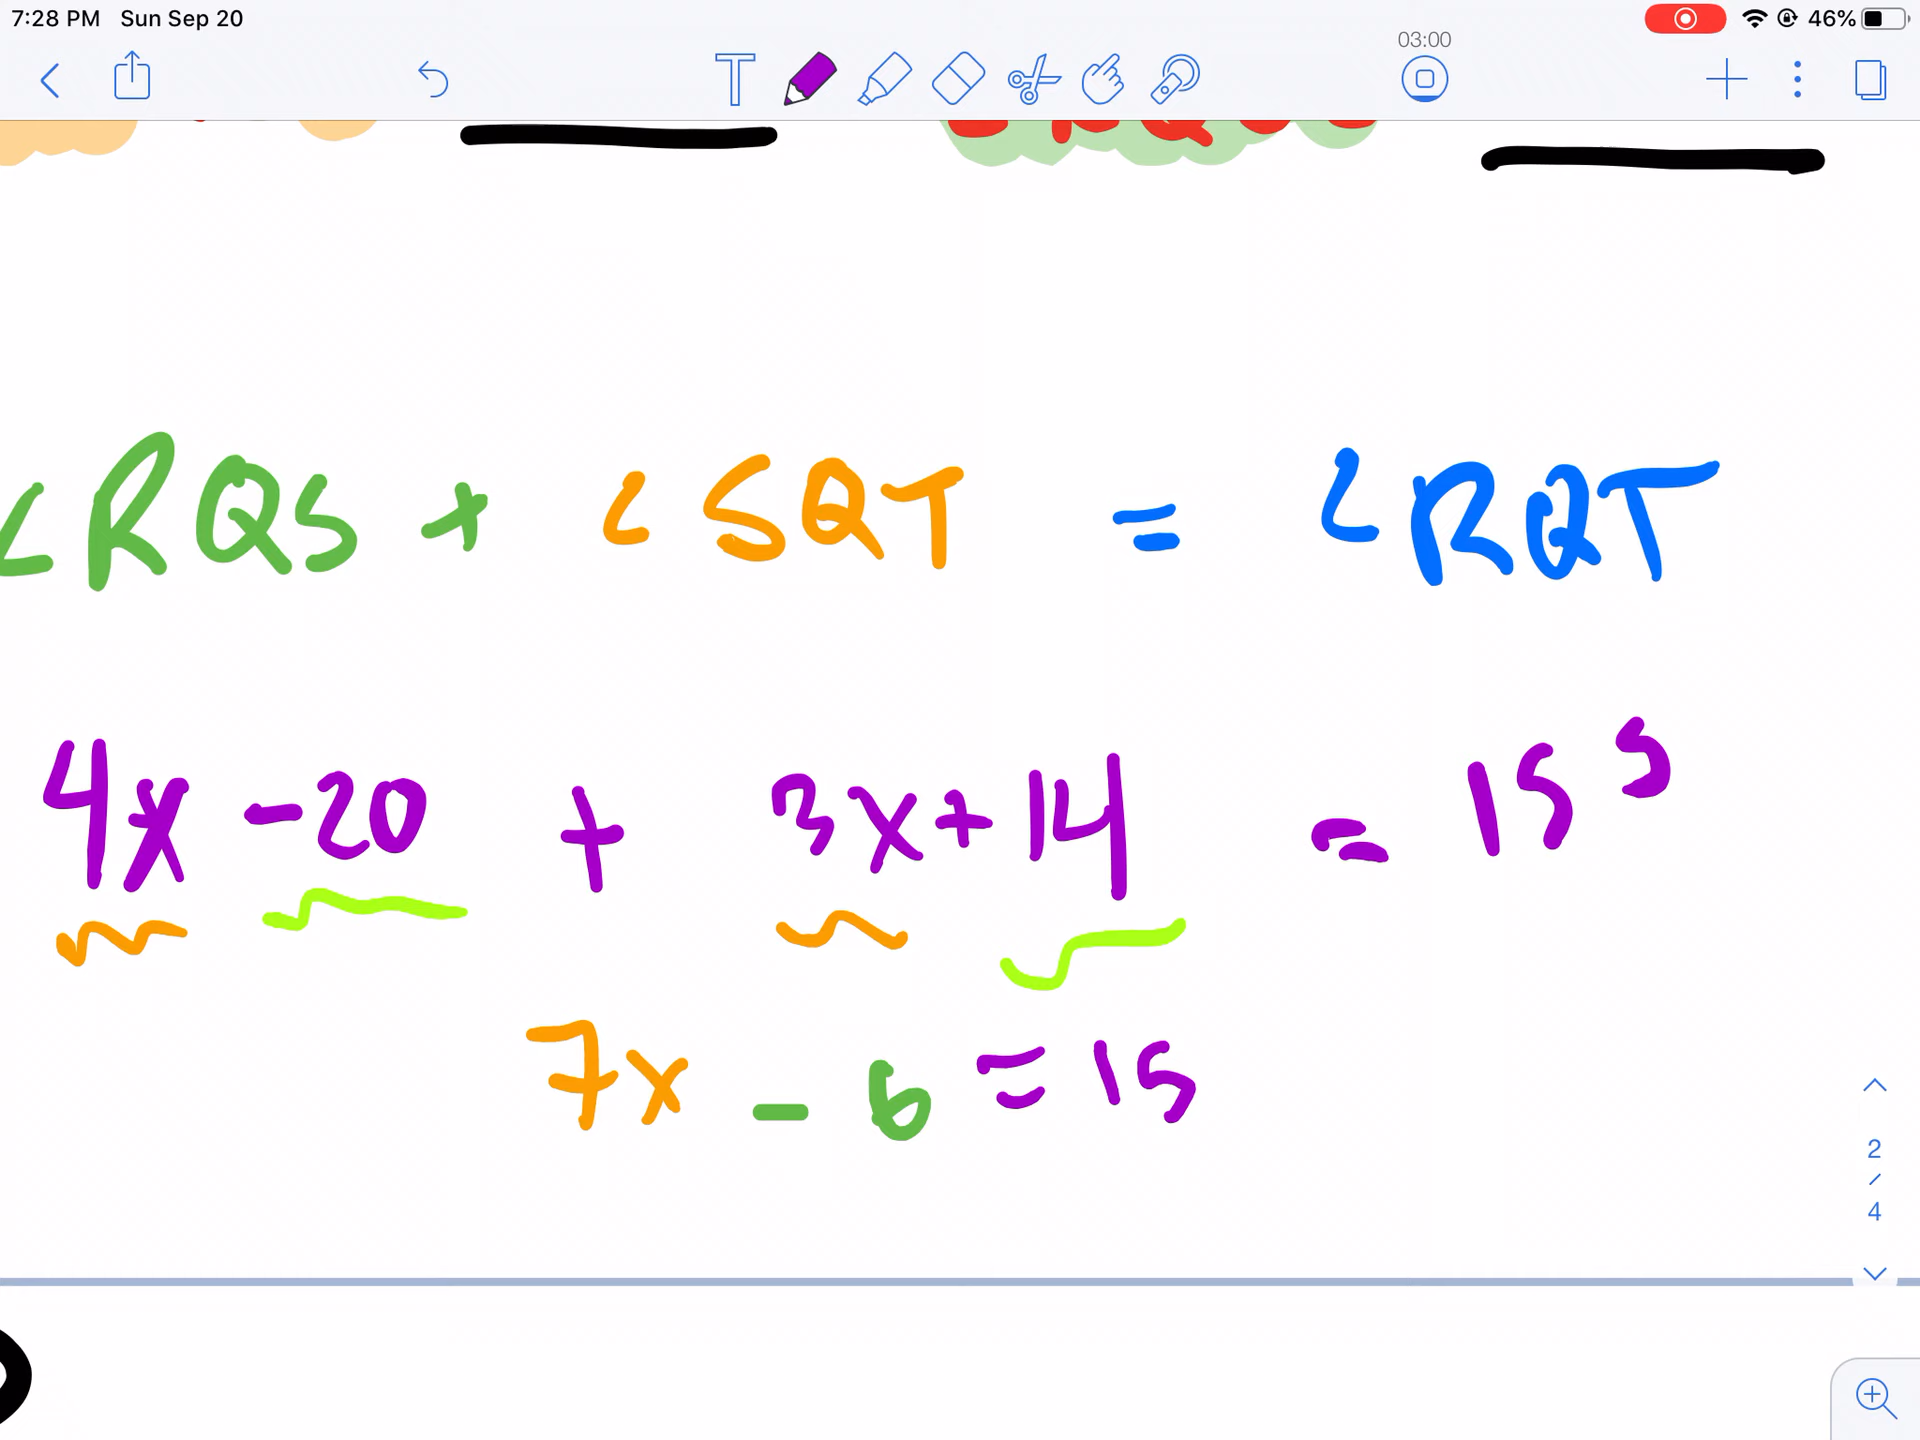 7:28 PM Sun Sep 20
46%
03:00
∠RQS + ∠SQT = ∠RQT
4x -20 + 3x+14 = 155
7x - 6 = 15
2
/
4